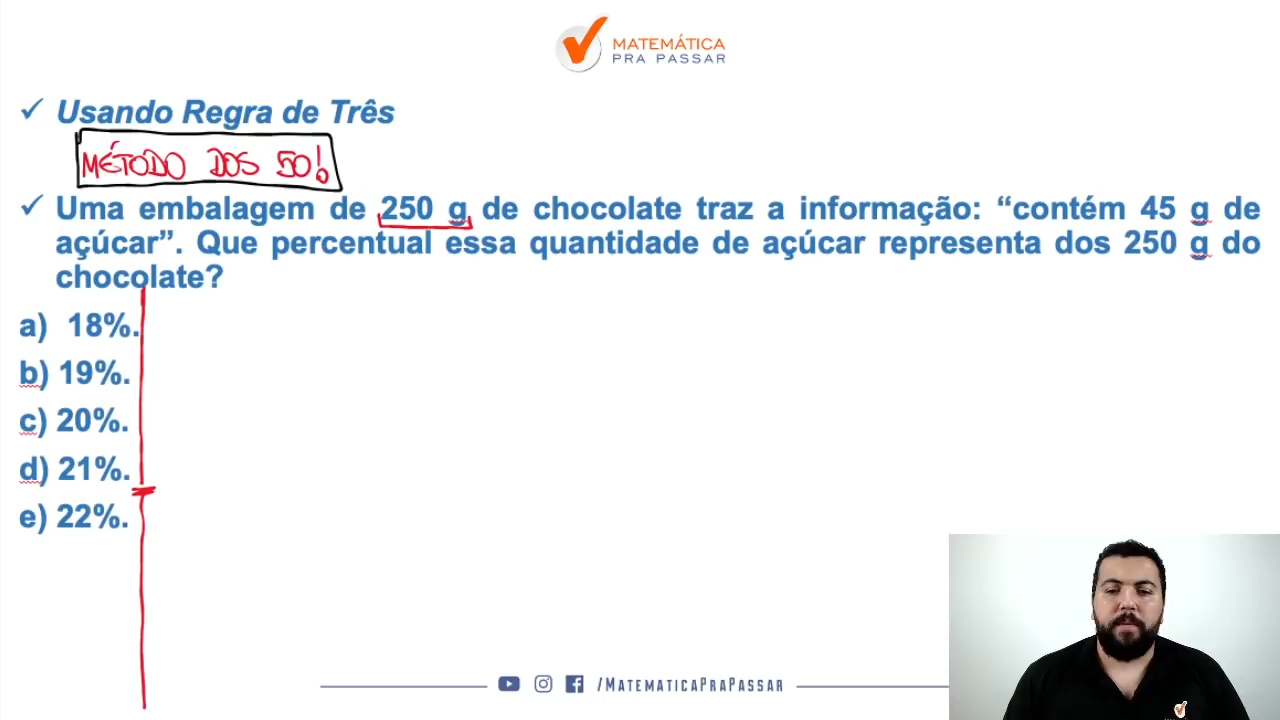 MATEMÁTICA
PRA PASSAR
Usando Regra de Três
MÉTODO DOS 50!
Uma embalagem de 250 g de chocolate traz a informação: “contém 45 g de
açúcar”. Que percentual essa quantidade de açúcar representa dos 250 g do
chocolate?
a) 18%.
b) 19%.
c) 20%.
d) 21%.
e) 22%.
/MATEMATICAPRAPASSAR